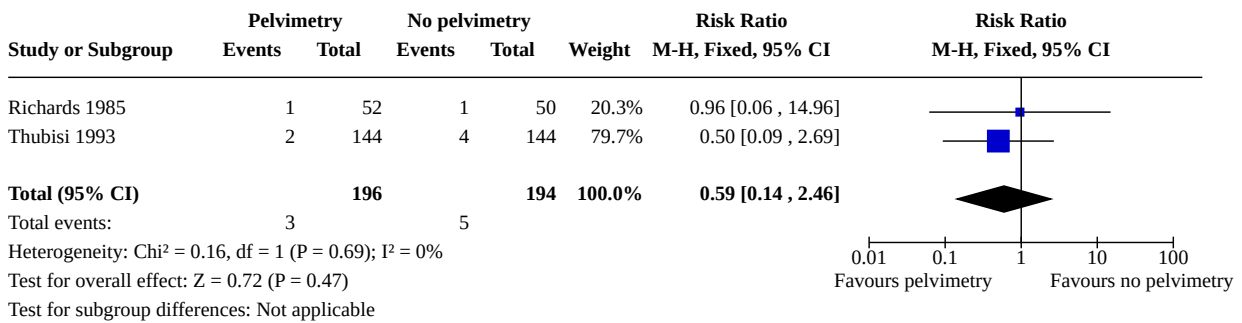 Pelvimetry No pelvimetry Risk Ratio Risk Ratio
Study or Subgroup Events Total Events Total Weight M-H, Fixed, 95% CI M-H, Fixed, 95% CI
Richards 1985 1 52 1 50 20.3% 0.96 [0.06 , 14.96]
Thubisi 1993 2 144 4 144 79.7% 0.50 [0.09 , 2.69]
Total (95% CI) 196 194 100.0% 0.59 [0.14 , 2.46]
Total events: 3 5
Heterogeneity: Chi² = 0.16, df = 1 (P = 0.69); I² = 0%
0.01 0.1 1 10 100
Test for overall effect: Z = 0.72 (P = 0.47) Favours pelvimetry Favours no pelvimetry
Test for subgroup differences: Not applicable